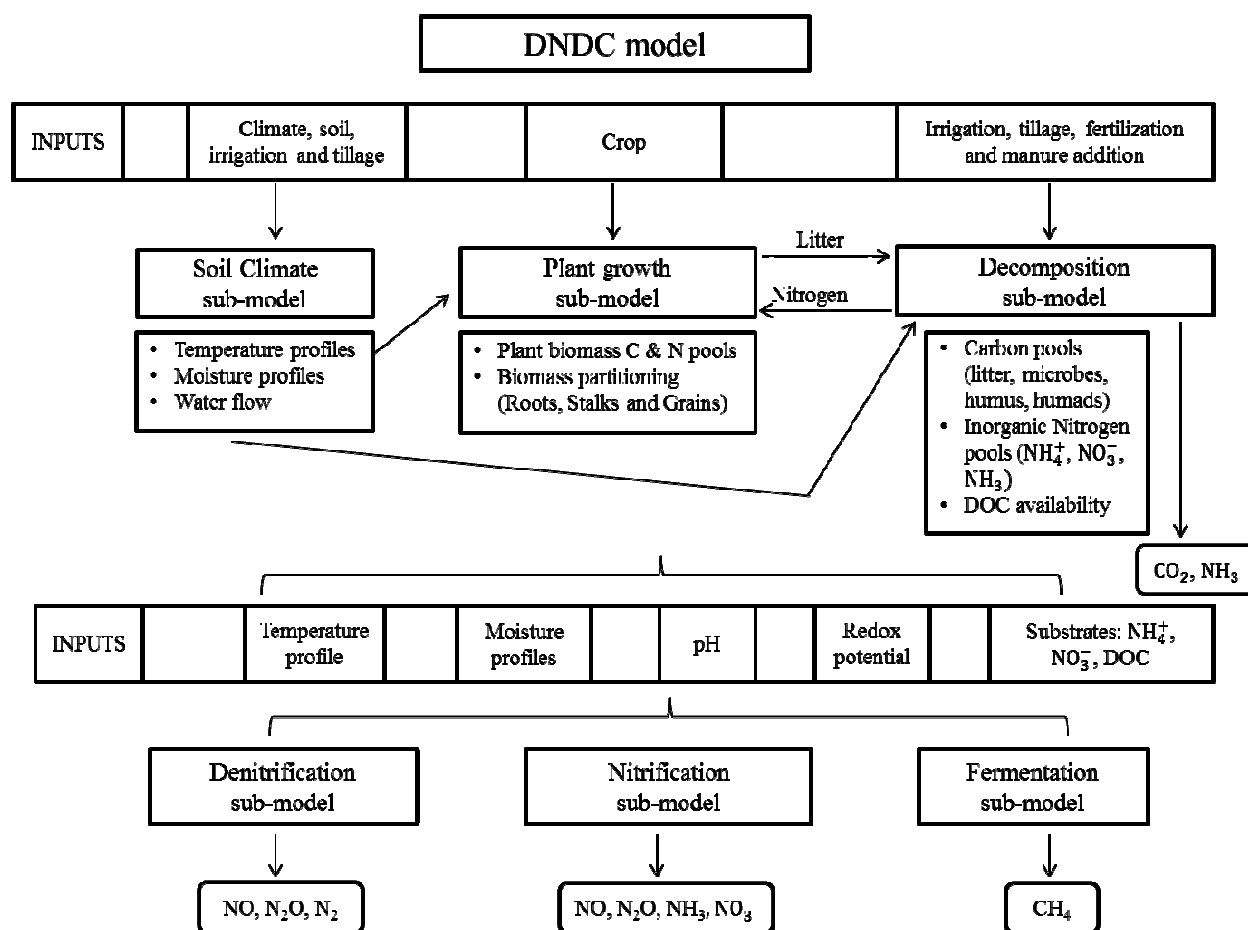 DNDC model
INPUTS
Climate, soil,
irrigation and tillage
Crop
Irrigation, tillage, fertilization
and manure addition
Soil Climate
sub-model
Plant growth
sub-model
Litter
Nitrogen
Decomposition
sub-model
• Temperature profiles
• Moisture profiles
• Water flow
• Plant biomass C & N pools
• Biomass partitioning
(Roots, Stalks and Grains)
• Carbon pools
(litter, microbes,
humus, humads)
• Inorganic Nitrogen
pools (NH₄⁺, NO₃⁻,
NH₃)
• DOC availability
CO₂, NH₃
INPUTS
Temperature
profile
Moisture
profiles
pH
Redox
potential
Substrates: NH₄⁺,
NO₃⁻, DOC
Denitrification
sub-model
Nitrification
sub-model
Fermentation
sub-model
NO, N₂O, N₂
NO, N₂O, NH₃, NO₃
CH₄